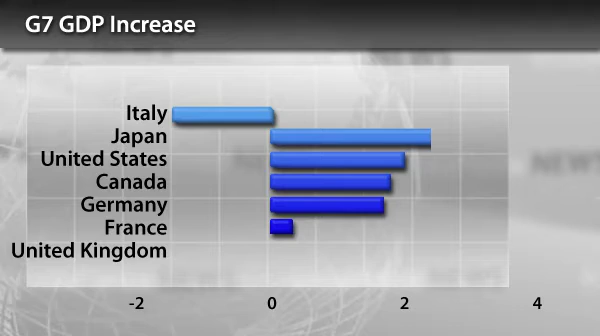 G7 GDP Increase
Italy
Japan
United States
Canada
Germany
France
United Kingdom
-2 0 2 4